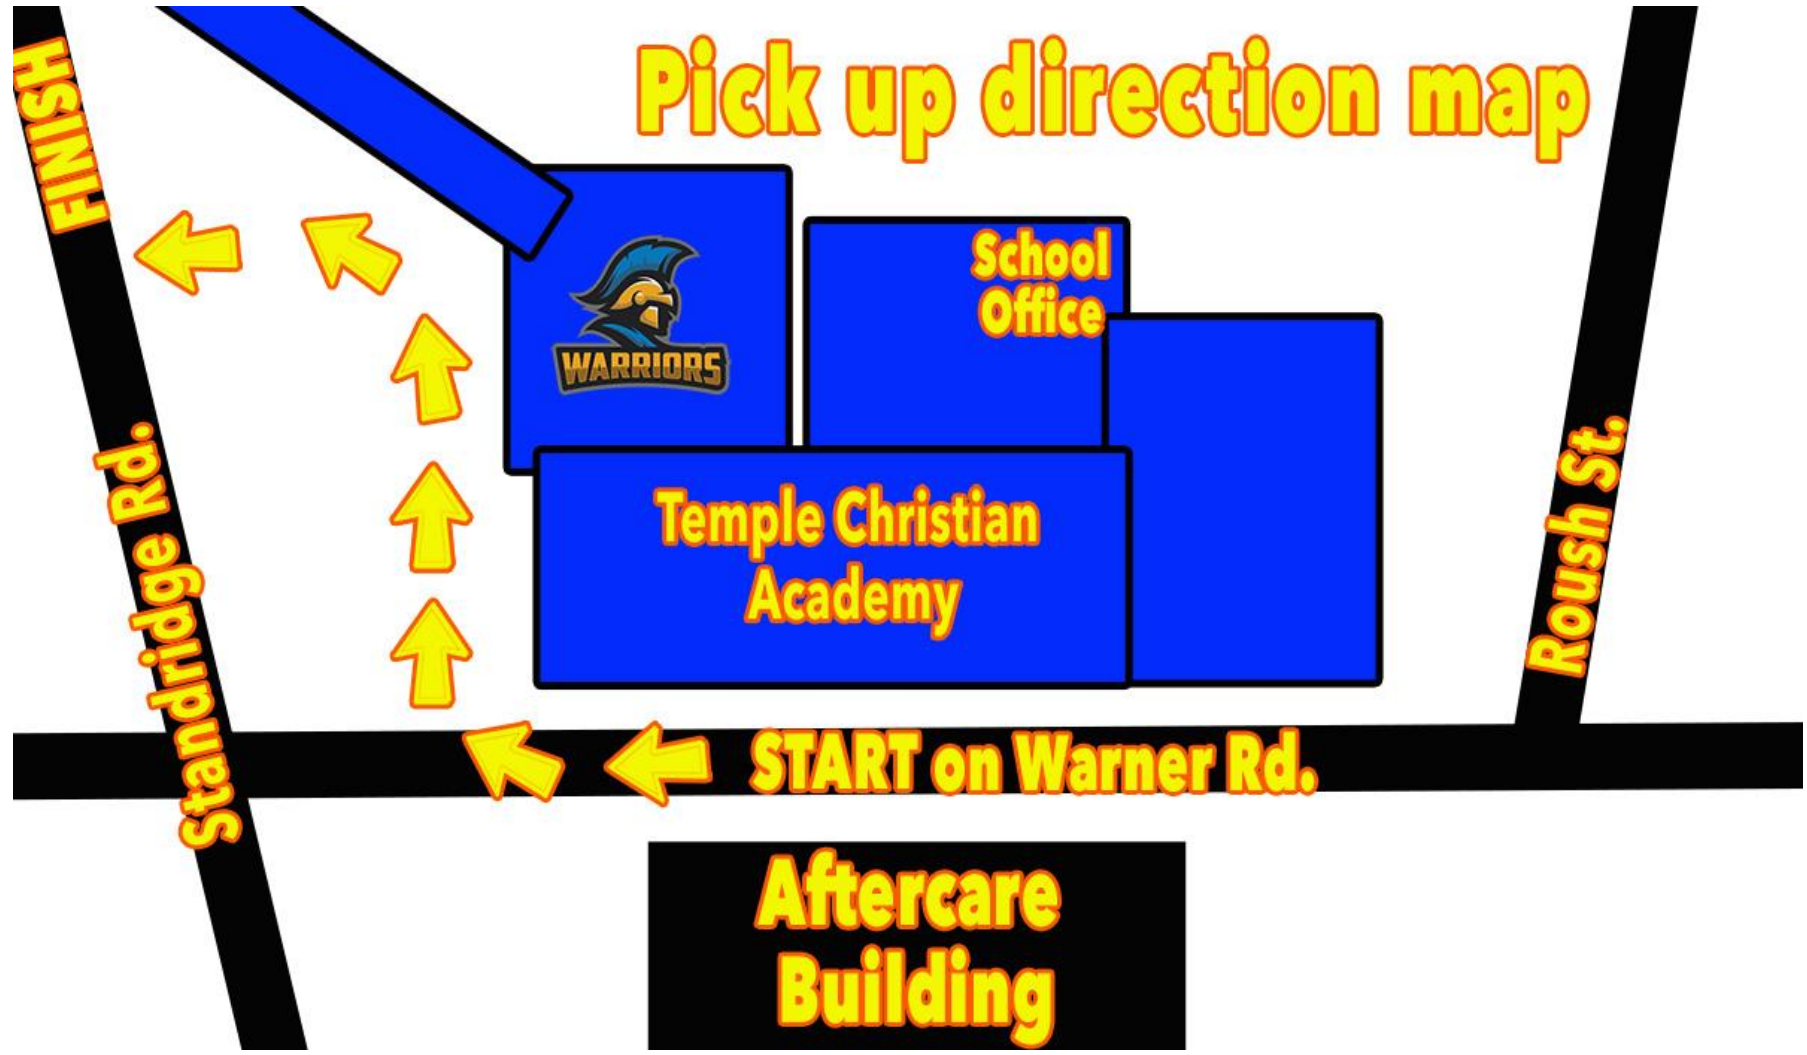 Pick up direction map
FINISH
School
Office
WARRIORS
Standridge Rd.
Roush St.
Temple Christian
Academy
START on Warner Rd.
Aftercare
Building